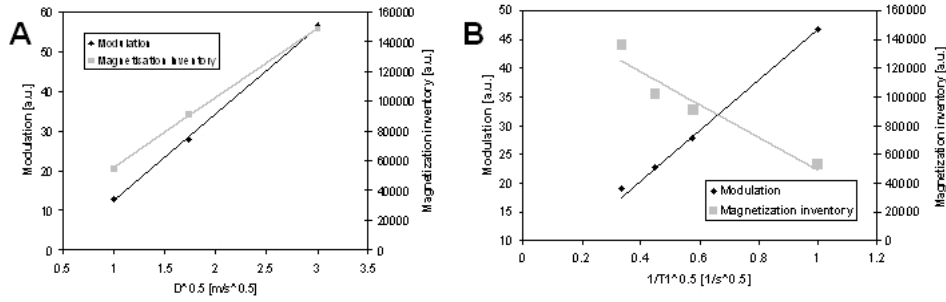 A
60
50
40
30
20
10
0
Modulation [a.u.]
Modulation
Magnetisation Inventory
160000
140000
120000
100000
80000
60000
40000
20000
0
Magnetization inventory [a.u.]
0.5 1 1.5 2 2.5 3 3.5
D^0.5 [m/s^0.5]
B
50
45
40
35
30
25
20
15
10
Modulation [a.u.]
Modulation
Magnetization inventory
160000
140000
120000
100000
80000
60000
40000
20000
0
Magnetization inventory [a.u.]
0 0.2 0.4 0.6 0.8 1 1.2
1/T1^0.5 [1/s^0.5]